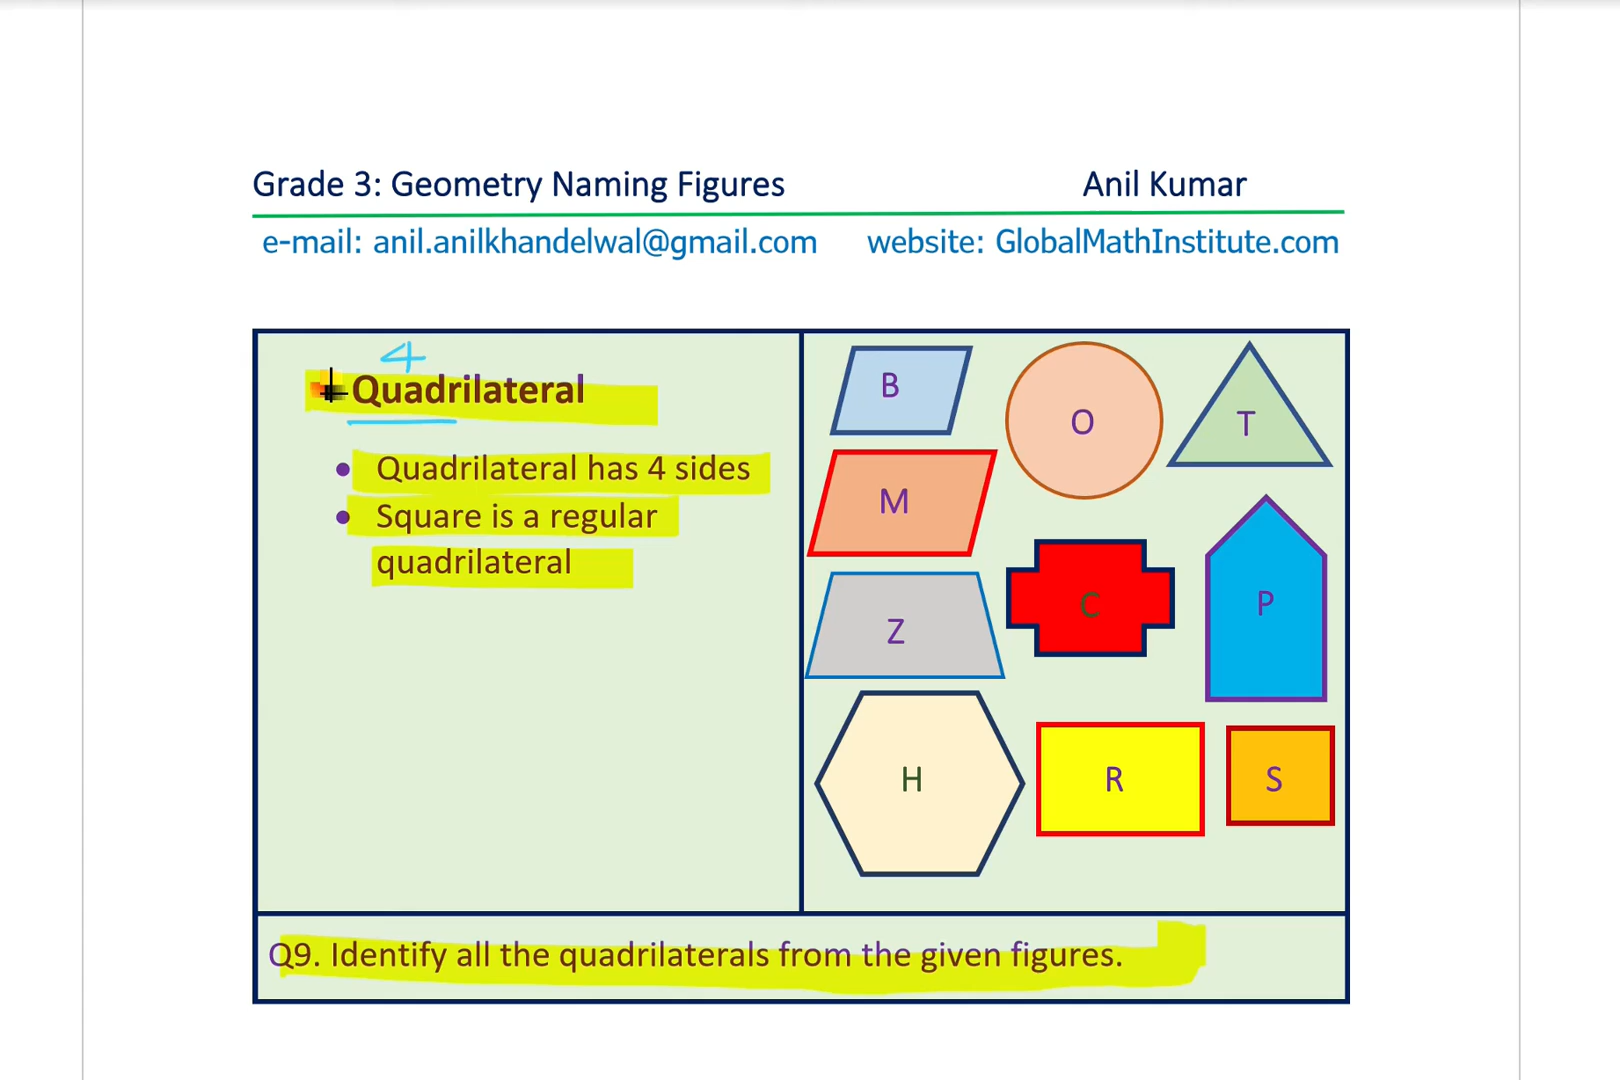 Grade 3: Geometry Naming Figures Anil Kumar
e-mail: anil.anilkhandelwal@gmail.com website: GlobalMathInstitute.com
4
Quadrilateral
• Quadrilateral has 4 sides
• Square is a regular
quadrilateral
B O T
M
C P
Z
H R S
Q9. Identify all the quadrilaterals from the given figures.